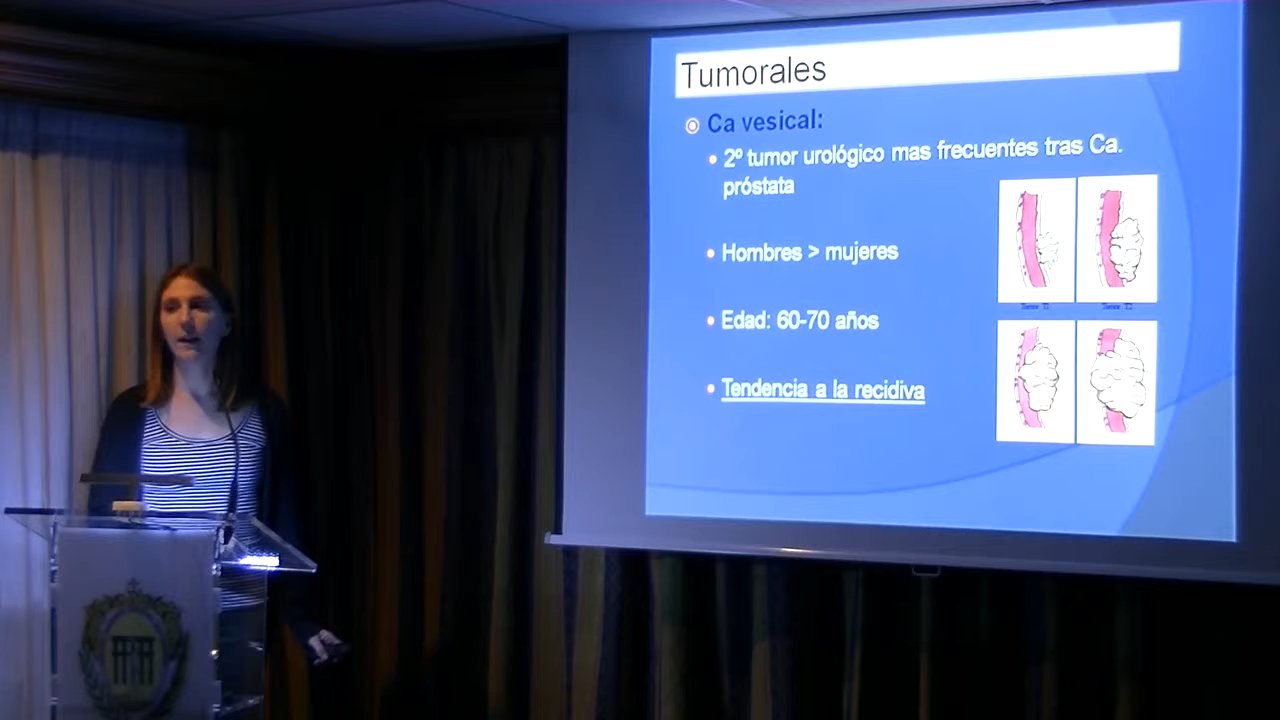 Tumorales
Ca vesical:
2º tumor urológico mas frecuentes tras Ca.
próstata
Hombres > mujeres
Edad: 60-70 años
Tendencia a la recidiva